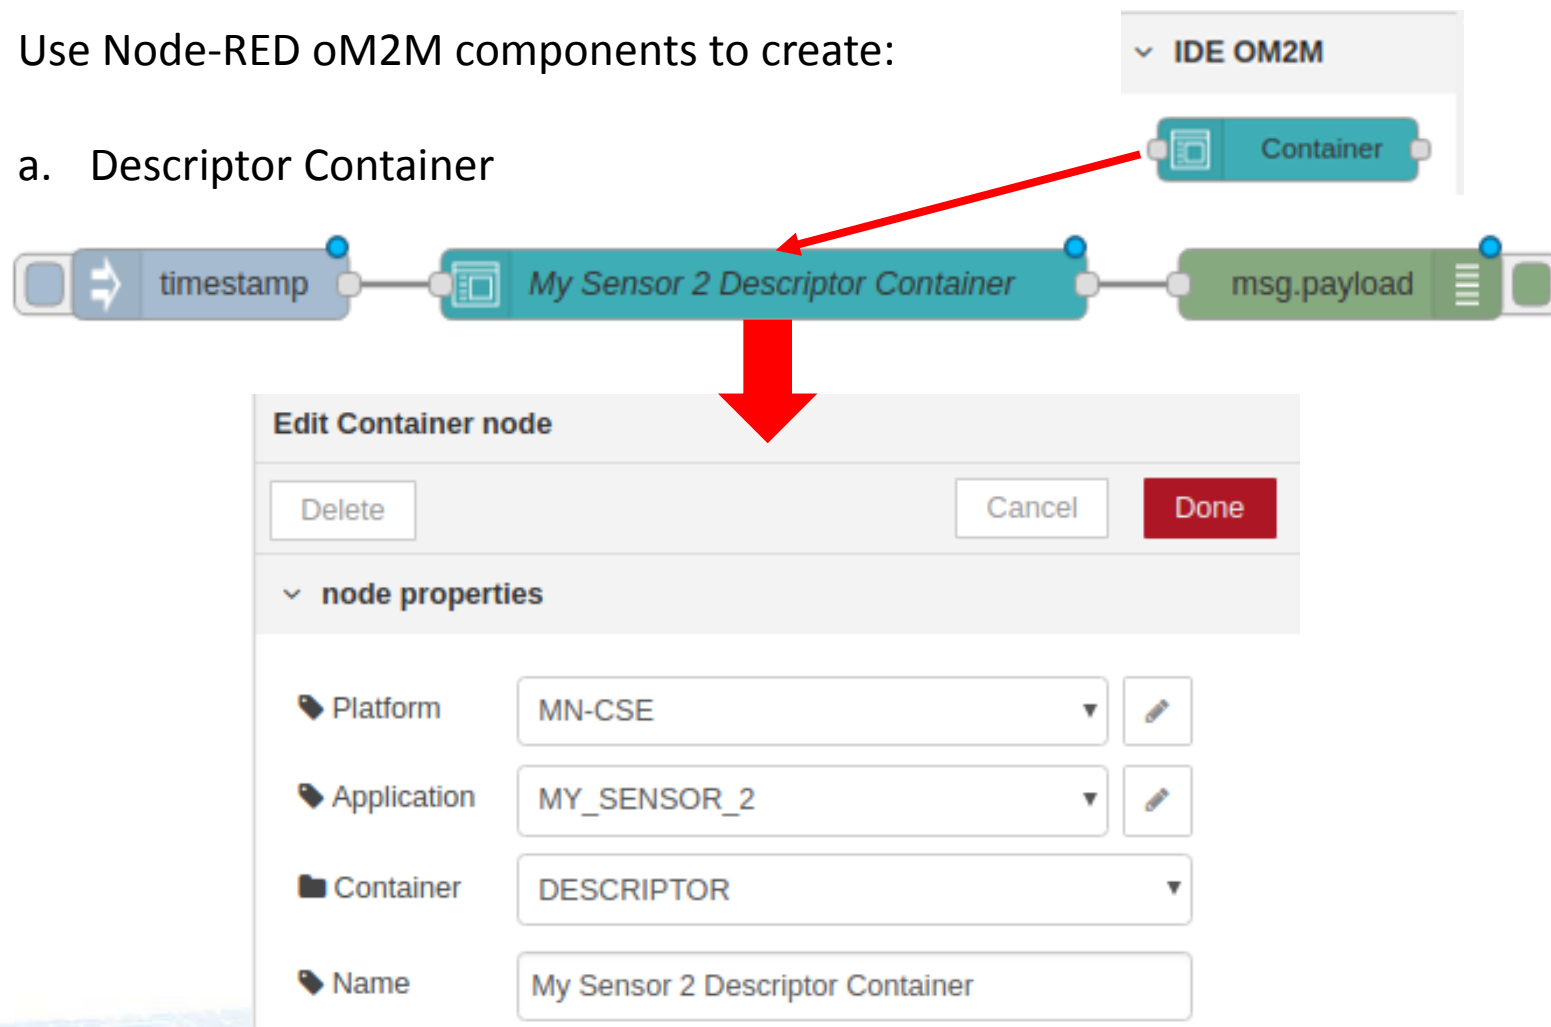 Use Node-RED oM2M components to create:
IDE OM2M
Container
a. Descriptor Container
timestamp
My Sensor 2 Descriptor Container
msg.payload
Edit Container node
Delete
Cancel
Done
node properties
Platform
MN-CSE
Application
MY_SENSOR_2
Container
DESCRIPTOR
Name
My Sensor 2 Descriptor Container